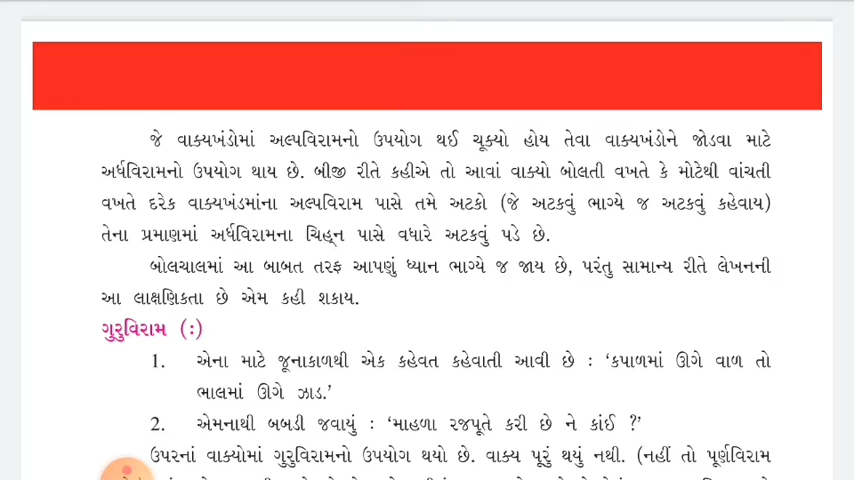 જે વાક્યખંડોમાં અલ્પવિરામનો ઉપયોગ થઈ ચૂક્યો હોય તેવા વાક્યખંડોને જોડવા માટે
અર્ધવિરામનો ઉપયોગ થાય છે. બીજી રીતે કહીએ તો આવાં વાક્યો બોલતી વખતે કે મોટેથી વાંચતી
વખતે દરેક વાક્યખંડમાંના અલ્પવિરામ પાસે તમે અટકો (જે અટકવું ભાગ્યે જ અટકવું કહેવાય)
તેના પ્રમાણમાં અર્ધવિરામના ચિહ્ન પાસે વધારે અટકવું પડે છે.
બોલચાલમાં આ બાબત તરફ આપણું ધ્યાન ભાગ્યે જ જાય છે, પરંતુ સામાન્ય રીતે લેખનની
આ લાક્ષણિકતા છે એમ કહી શકાય.
ગુરુવિરામ (:)
1. એના માટે જૂનાકાળથી એક કહેવત કહેવાતી આવી છે : ‘કપાળમાં ઊગે વાળ તો
ભાલમાં ઊગે ઝાડ.’
2. એમનાથી બબડી જવાયું : ‘માહળા રજપૂતે કરી છે ને કાંઈ ?’
ઉપરનાં વાક્યોમાં ગુરુવિરામનો ઉપયોગ થયો છે. વાક્ય પૂરું થયું નથી. (નહીં તો પૂર્ણવિરામ